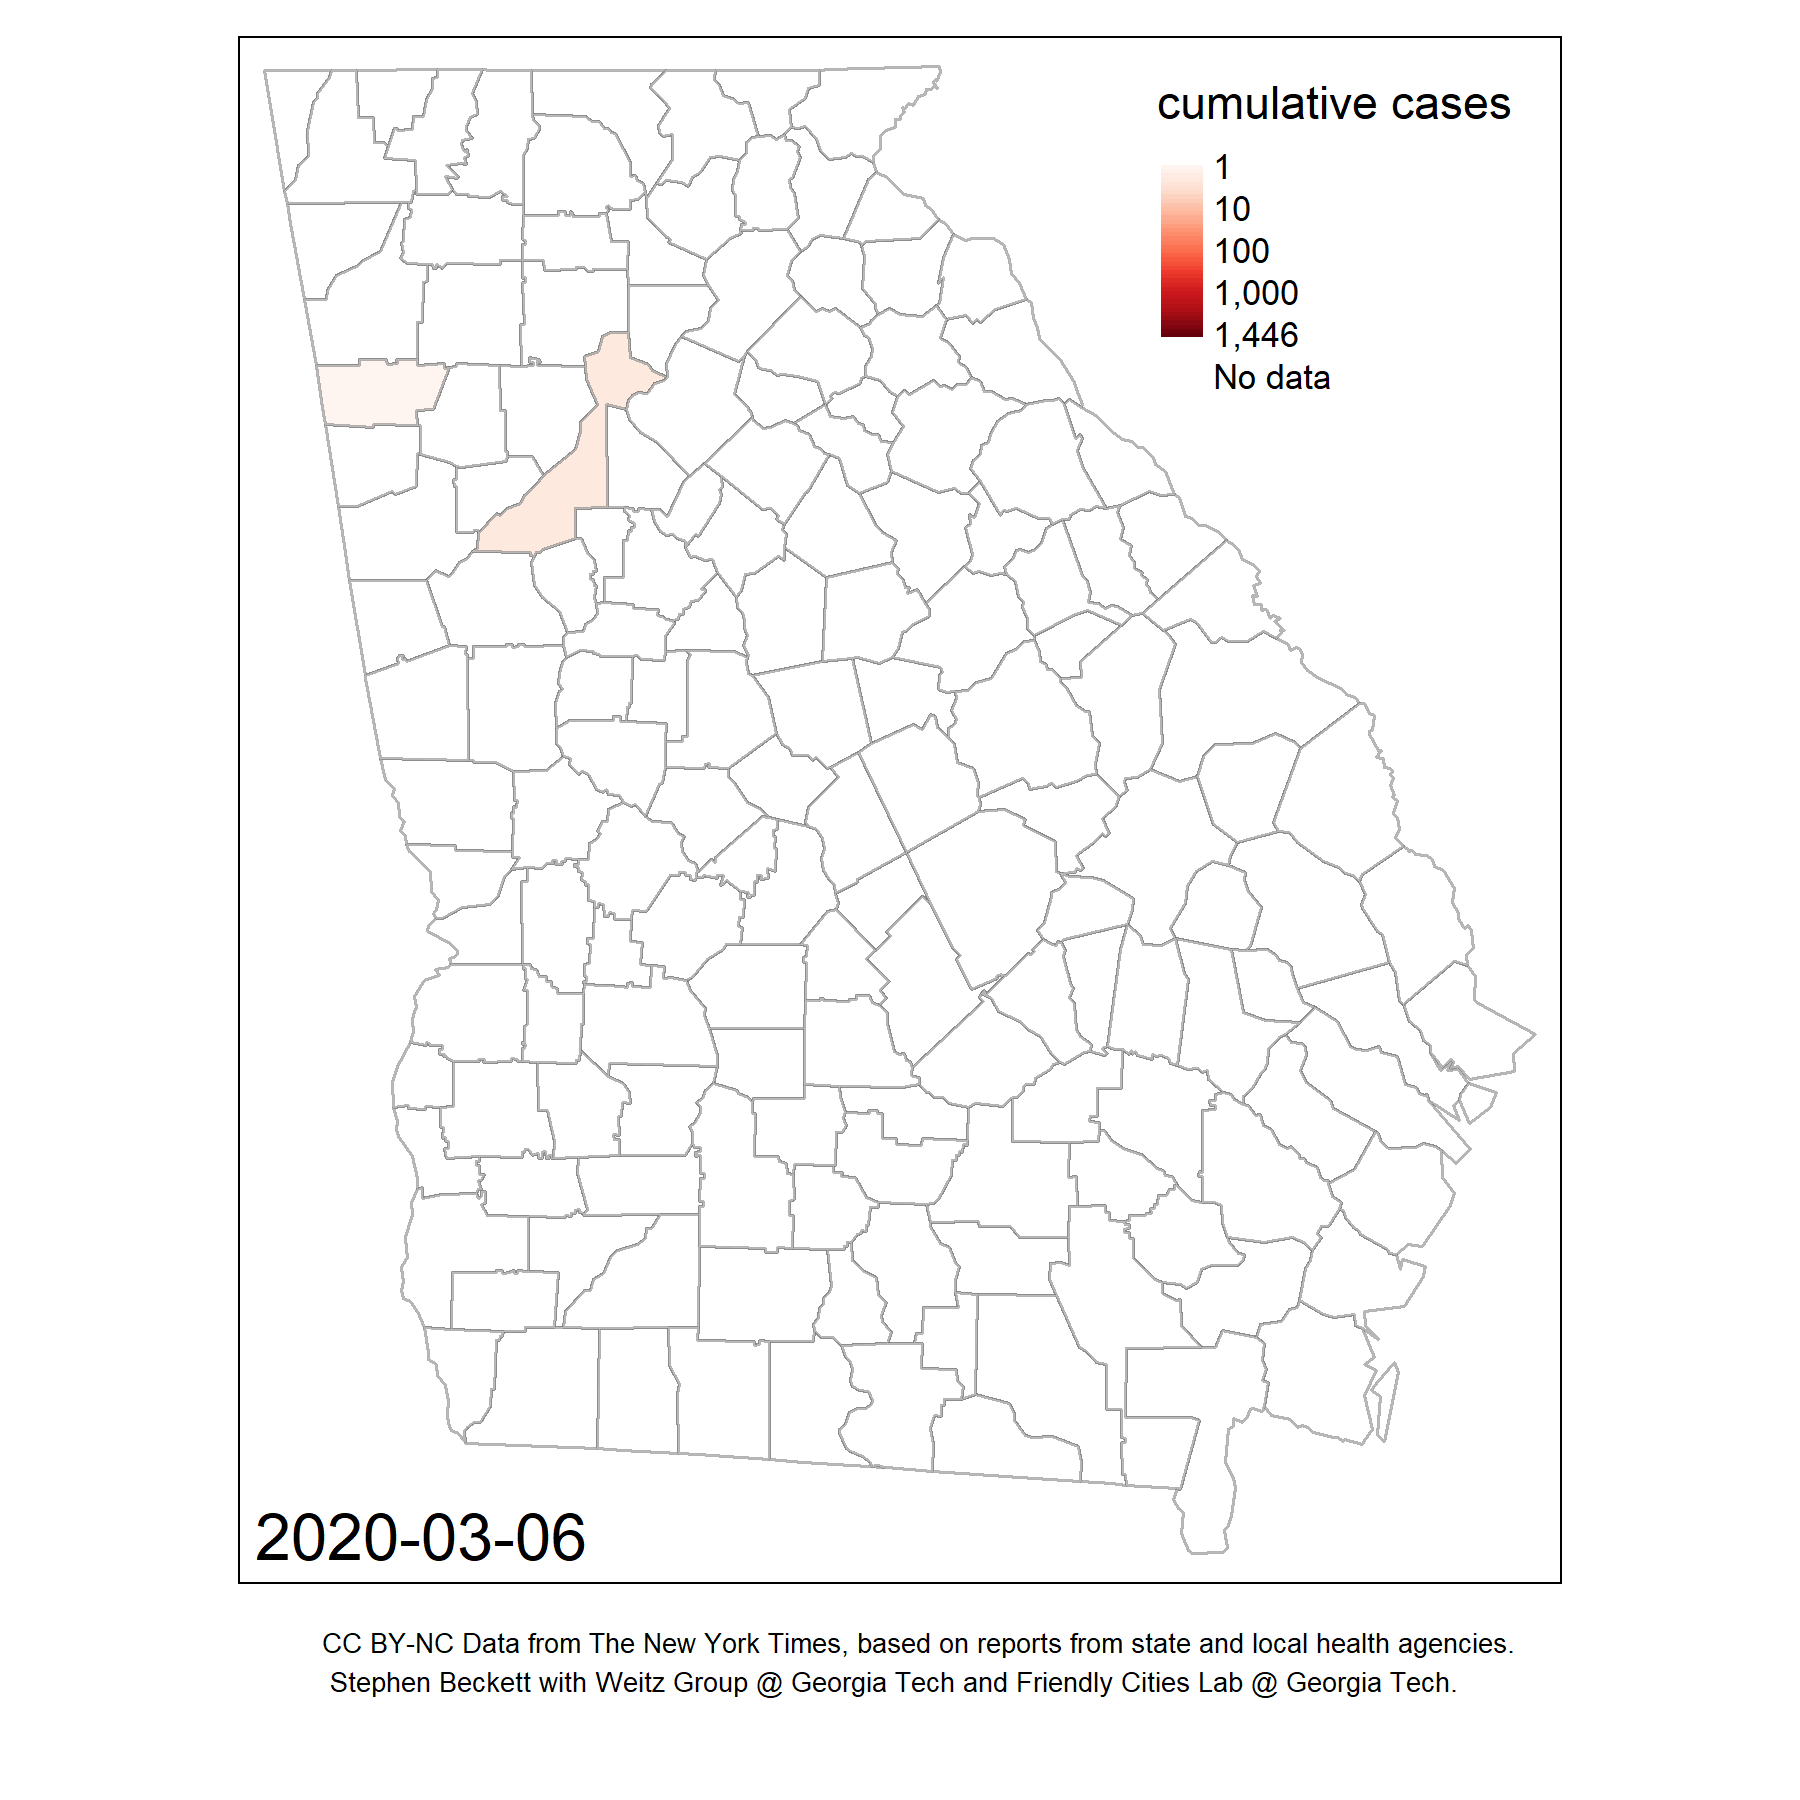 cumulative cases
1
10
100
1,000
1,446
No data
2020-03-06
CC BY-NC Data from The New York Times, based on reports from state and local health agencies.
Stephen Beckett with Weitz Group @ Georgia Tech and Friendly Cities Lab @ Georgia Tech.